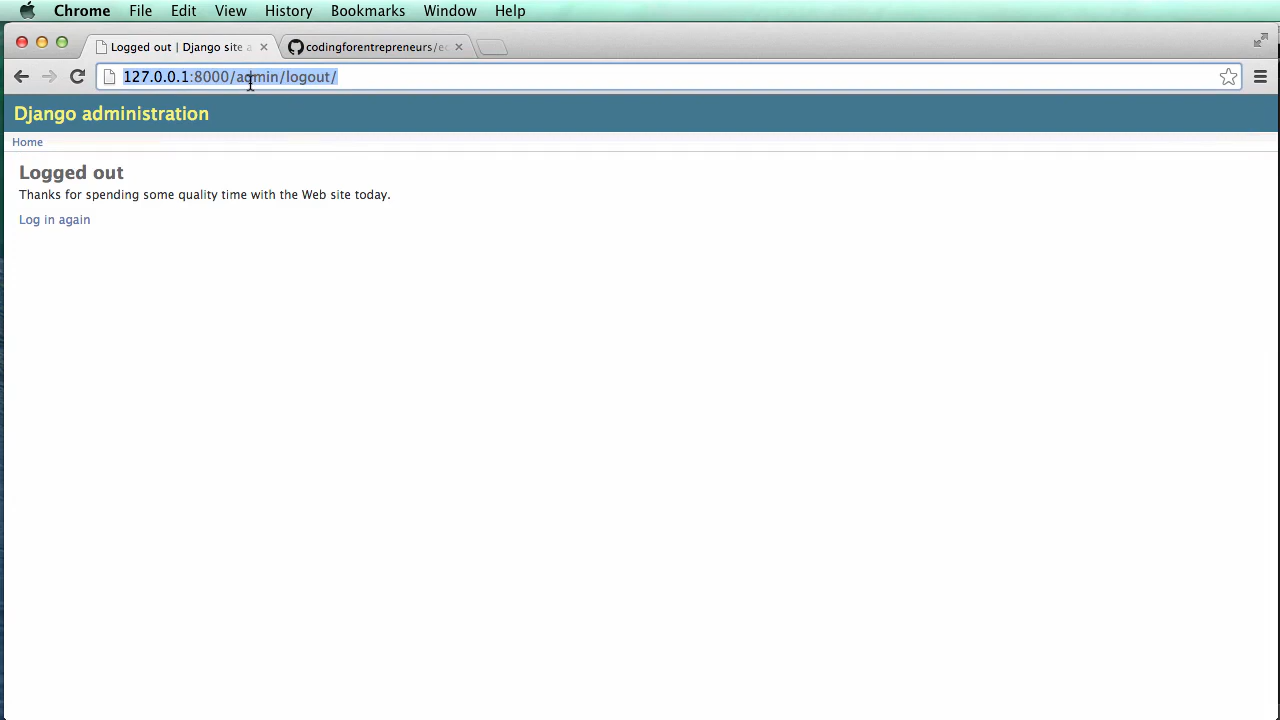 Chrome File Edit View History Bookmarks Window Help
Logged out | Django site a codingforentrepreneurs/ec
127.0.0.1:8000/admin/logout/
Django administration
Home
Logged out
Thanks for spending some quality time with the Web site today.
Log in again